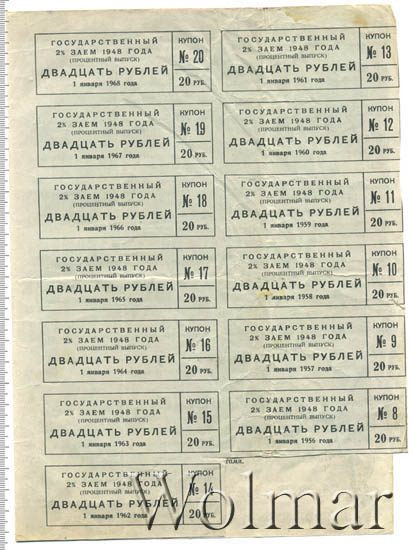 ГОСУДАРСТВЕННЫЙ
2% ЗАЕМ 1948 ГОДА
(ПРОЦЕНТНЫЙ ВЫПУСК)
ДВАДЦАТЬ РУБЛЕЙ
1 января 1968 года
КУПОН
№ 20
20 РУБ.
ГОСУДАРСТВЕННЫЙ
2% ЗАЕМ 1948 ГОДА
(ПРОЦЕНТНЫЙ ВЫПУСК)
ДВАДЦАТЬ РУБЛЕЙ
1 января 1967 года
КУПОН
№ 19
20 РУБ.
ГОСУДАРСТВЕННЫЙ
2% ЗАЕМ 1948 ГОДА
(ПРОЦЕНТНЫЙ ВЫПУСК)
ДВАДЦАТЬ РУБЛЕЙ
1 января 1966 года
КУПОН
№ 18
20 РУБ.
ГОСУДАРСТВЕННЫЙ
2% ЗАЕМ 1948 ГОДА
(ПРОЦЕНТНЫЙ ВЫПУСК)
ДВАДЦАТЬ РУБЛЕЙ
1 января 1965 года
КУПОН
№ 17
20 РУБ.
ГОСУДАРСТВЕННЫЙ
2% ЗАЕМ 1948 ГОДА
(ПРОЦЕНТНЫЙ ВЫПУСК)
ДВАДЦАТЬ РУБЛЕЙ
1 января 1964 года
КУПОН
№ 16
20 РУБ.
ГОСУДАРСТВЕННЫЙ
2% ЗАЕМ 1948 ГОДА
(ПРОЦЕНТНЫЙ ВЫПУСК)
ДВАДЦАТЬ РУБЛЕЙ
1 января 1963 года
КУПОН
№ 15
20 РУБ.
ГОСУДАРСТВЕННЫЙ
2% ЗАЕМ 1948 ГОДА
(ПРОЦЕНТНЫЙ ВЫПУСК)
ДВАДЦАТЬ РУБЛЕЙ
1 января 1962 года
КУПОН
№ 14
20 РУБ.
ГОСУДАРСТВЕННЫЙ
2% ЗАЕМ 1948 ГОДА
(ПРОЦЕНТНЫЙ ВЫПУСК)
ДВАДЦАТЬ РУБЛЕЙ
1 января 1961 года
КУПОН
№ 13
20 РУБ.
ГОСУДАРСТВЕННЫЙ
2% ЗАЕМ 1948 ГОДА
(ПРОЦЕНТНЫЙ ВЫПУСК)
ДВАДЦАТЬ РУБЛЕЙ
1 января 1960 года
КУПОН
№ 12
20 РУБ.
ГОСУДАРСТВЕННЫЙ
2% ЗАЕМ 1948 ГОДА
(ПРОЦЕНТНЫЙ ВЫПУСК)
ДВАДЦАТЬ РУБЛЕЙ
1 января 1959 года
КУПОН
№ 11
20 РУБ.
ГОСУДАРСТВЕННЫЙ
2% ЗАЕМ 1948 ГОДА
(ПРОЦЕНТНЫЙ ВЫПУСК)
ДВАДЦАТЬ РУБЛЕЙ
1 января 1958 года
КУПОН
№ 10
20 РУБ.
ГОСУДАРСТВЕННЫЙ
2% ЗАЕМ 1948 ГОДА
(ПРОЦЕНТНЫЙ ВЫПУСК)
ДВАДЦАТЬ РУБЛЕЙ
1 января 1957 года
КУПОН
№ 9
20 РУБ.
ГОСУДАРСТВЕННЫЙ
2% ЗАЕМ 1948 ГОДА
(ПРОЦЕНТНЫЙ ВЫПУСК)
ДВАДЦАТЬ РУБЛЕЙ
1 января 1956 года
КУПОН
№ 8
20 РУБ.
Wolmar